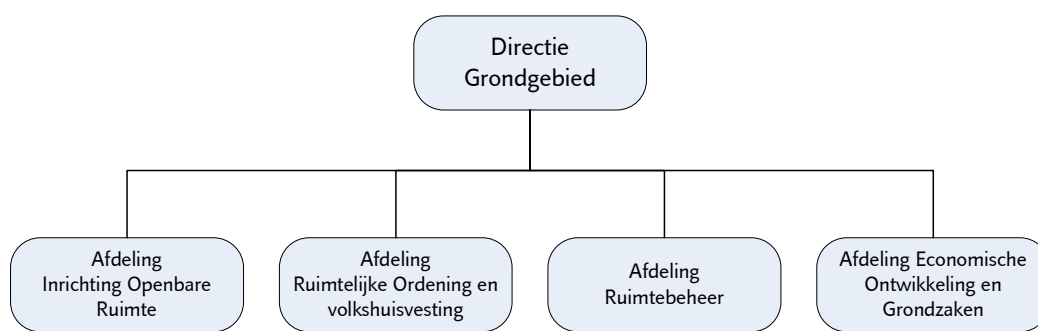 Directie
Grondgebied
Afdeling
Inrichting Openbare
Ruimte
Afdeling
Ruimtelijke Ordening en
volkshuisvesting
Afdeling
Ruimtebeheer
Afdeling Economische
Ontwikkeling en
Grondzaken